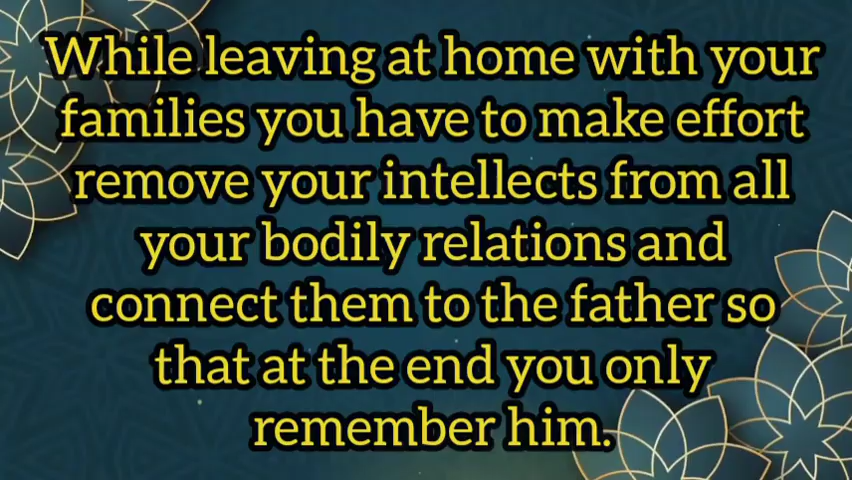 While leaving at home with your
families you have to make effort
remove your intellects from all
your bodily relations and
connect them to the father so
that at the end you only
remember him.